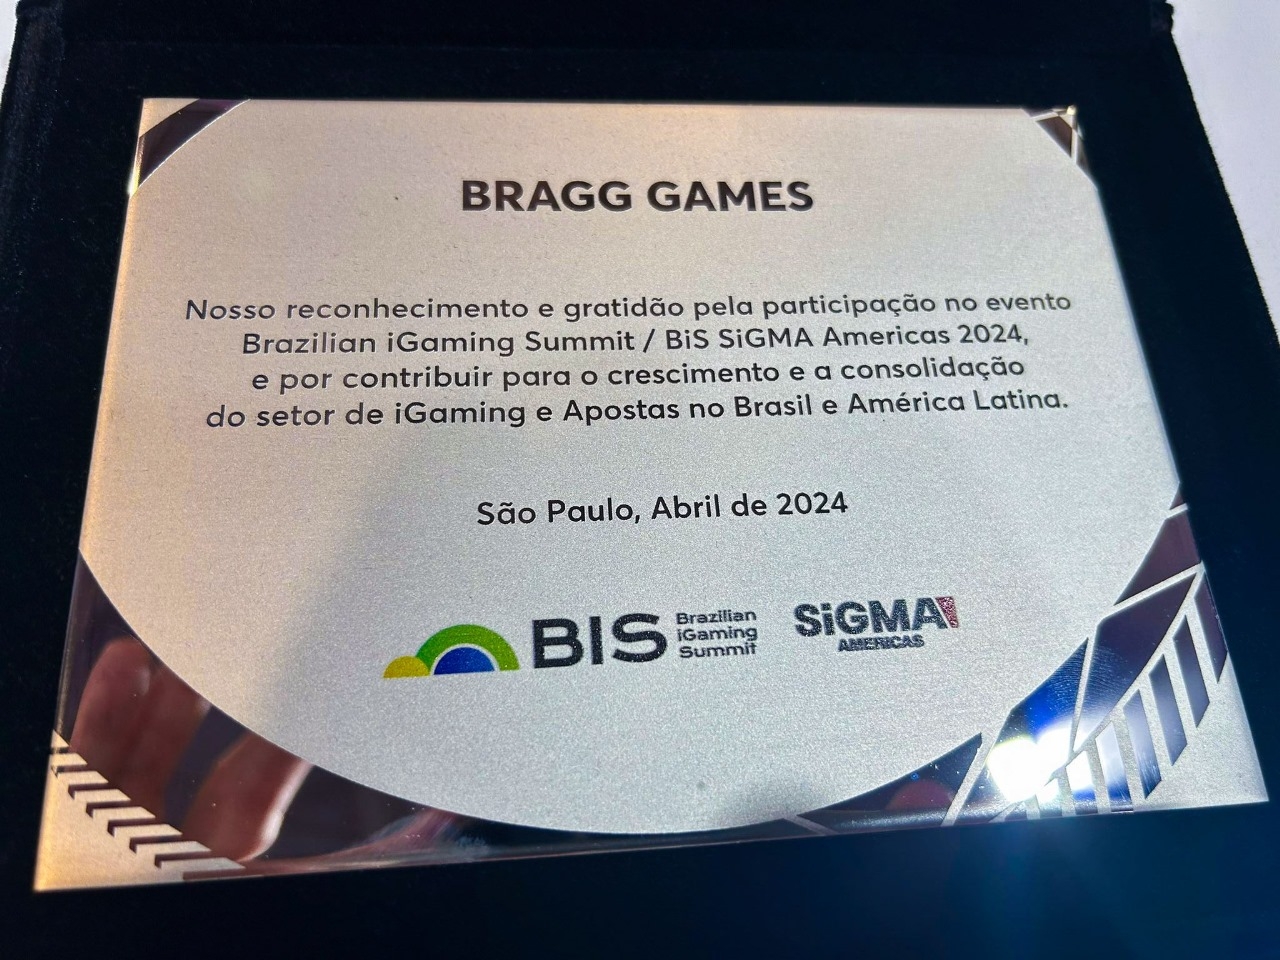 BRAGG GAMES
Nosso reconhecimento e gratidão pela participação no evento
Brazilian iGaming Summit / BiS SiGMA Americas 2024,
e por contribuir para o crescimento e a consolidação
do setor de iGaming e Apostas no Brasil e América Latina.
São Paulo, Abril de 2024
BIS
Brazilian
iGaming
Summit
SiGMA
AMERICAS